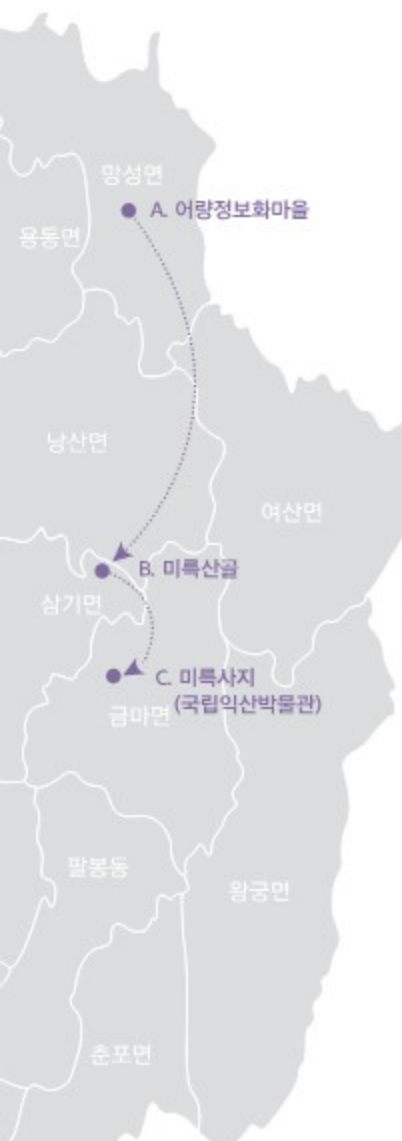 망성면
A. 어량정보화마을
용동면
낭산면
여산면
B. 미륵산골
삼기면
C. 미륵사지
(국립익산박물관)
금마면
팔봉동
왕궁면
춘포면